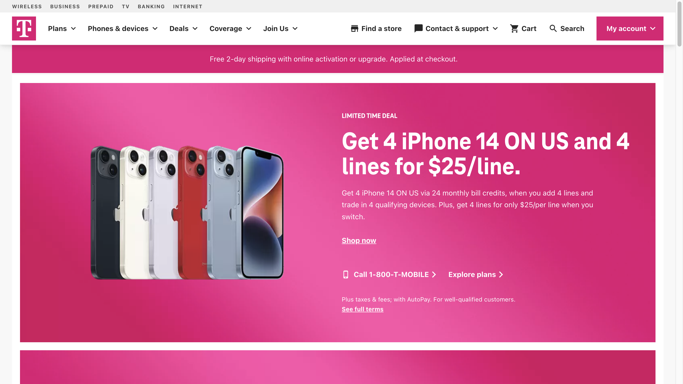 WIRELESS BUSINESS PREPAID TV BANKING INTERNET
T Plans Phones & devices Deals Coverage Join Us Find a store Contact & support Cart Search My account
Free 2-day shipping with online activation or upgrade. Applied at checkout.
LIMITED TIME DEAL
Get 4 iPhone 14 ON US and 4
lines for $25/line.
Get 4 iPhone 14 ON US via 24 monthly bill credits, when you add 4 lines and
trade in 4 qualifying devices. Plus, get 4 lines for only $25/per line when you
switch.
Shop now
Call 1-800-T-MOBILE Explore plans
Plus taxes & fees; with AutoPay. For well-qualified customers.
See full terms